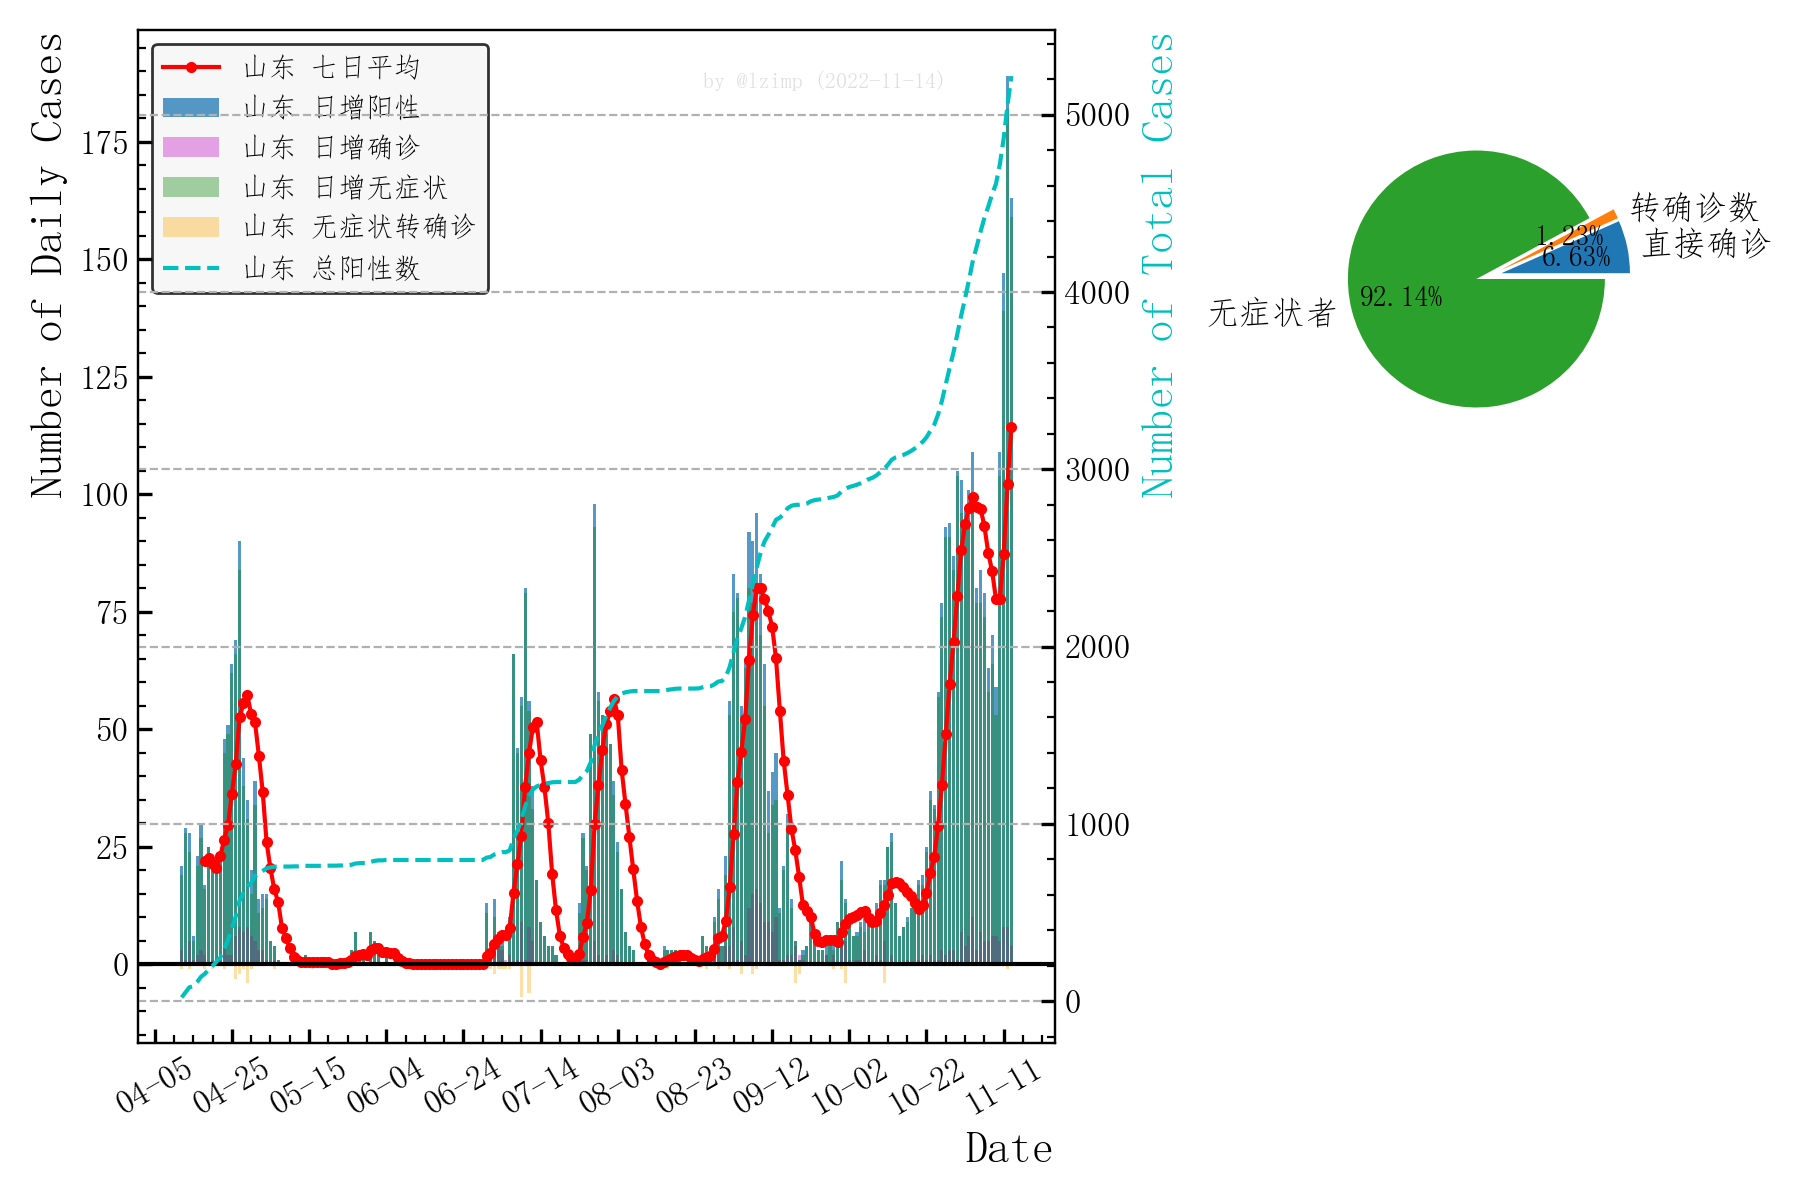 山东 七日平均
山东 日增阳性
山东 日增确诊
山东 日增无症状
山东 无症状转确诊
山东 总阳性数
by @lzimp (2022-11-14)
Number of Daily Cases
175
150
125
100
75
50
25
0
5000
4000
3000
2000
1000
0
Number of Total Cases
04-05
04-25
05-15
06-04
06-24
07-14
08-03
08-23
09-12
10-02
10-22
11-11
Date
转确诊数
1.23%
直接确诊
6.63%
无症状者
92.14%